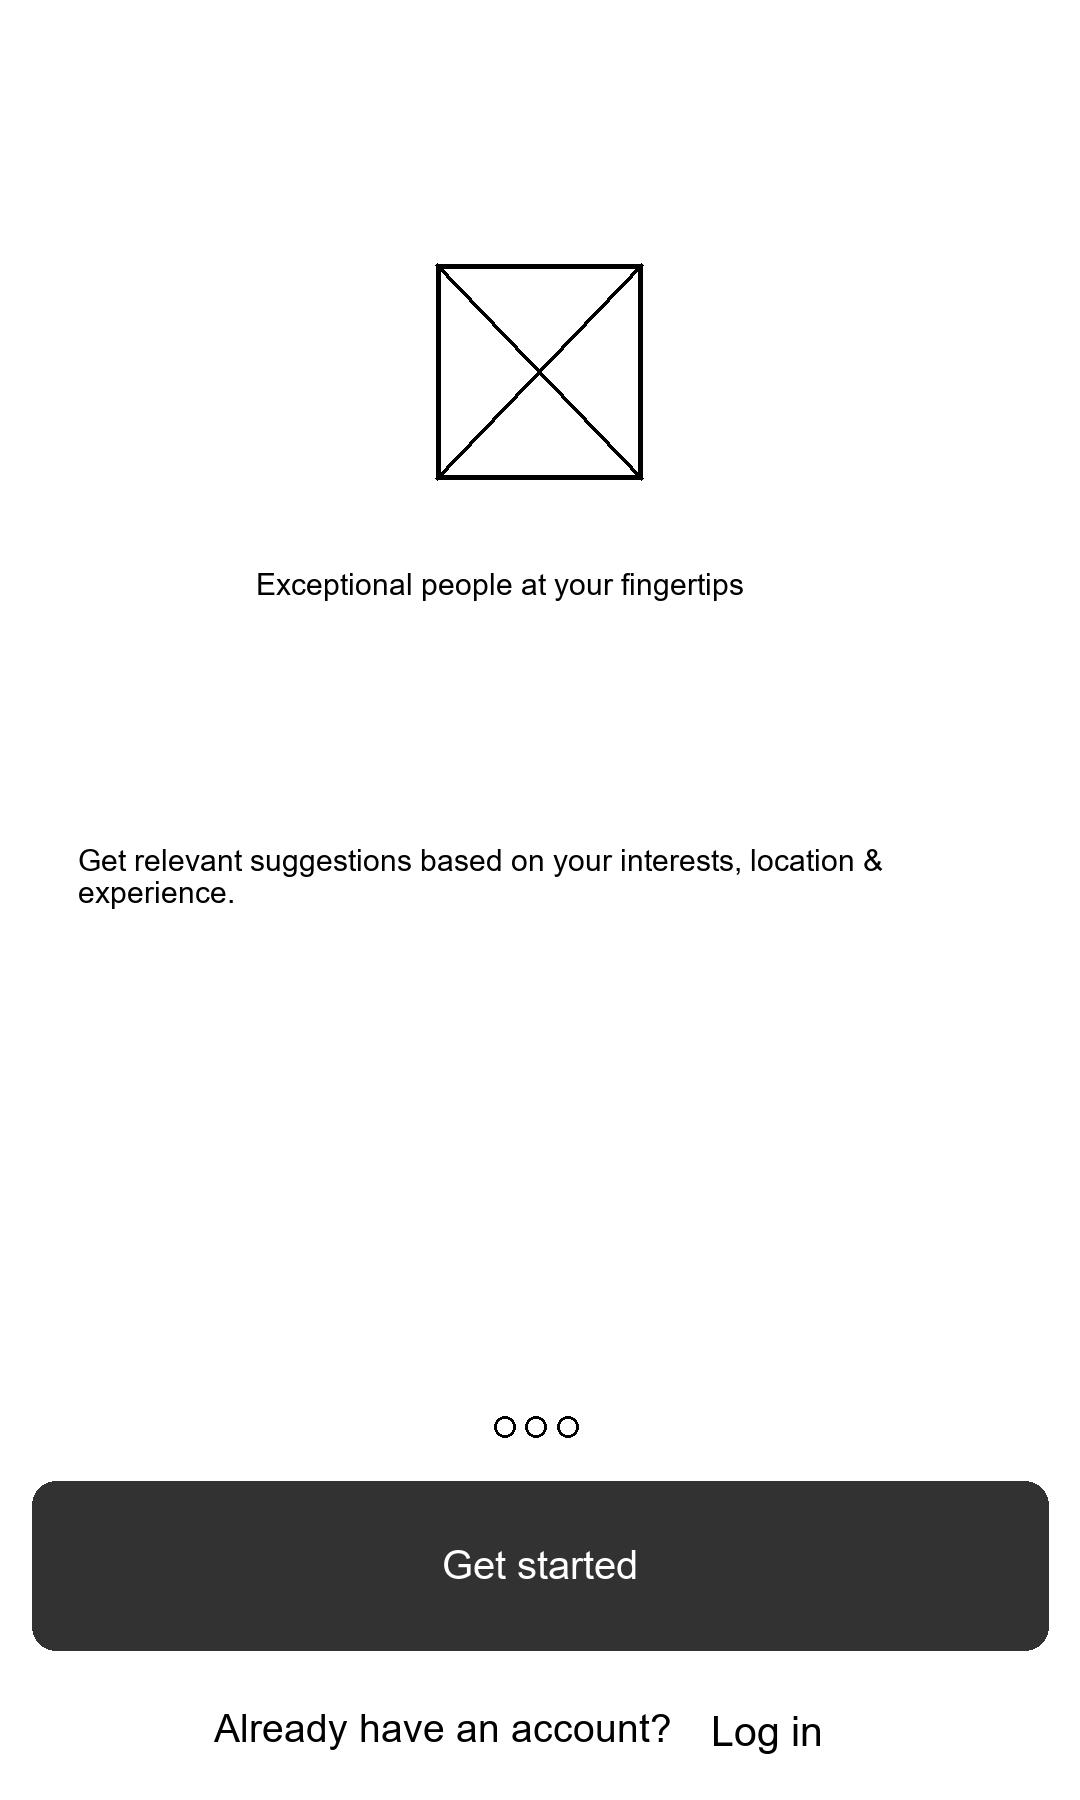 Exceptional people at your fingertips
Get relevant suggestions based on your interests, location &
experience.
Get started
Already have an account? Log in